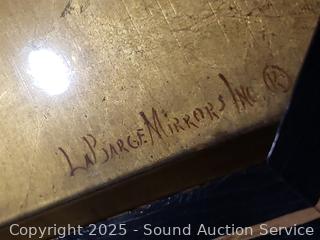 LaBarge Mirrors Inc ®
Copyright 2025 - Sound Auction Service